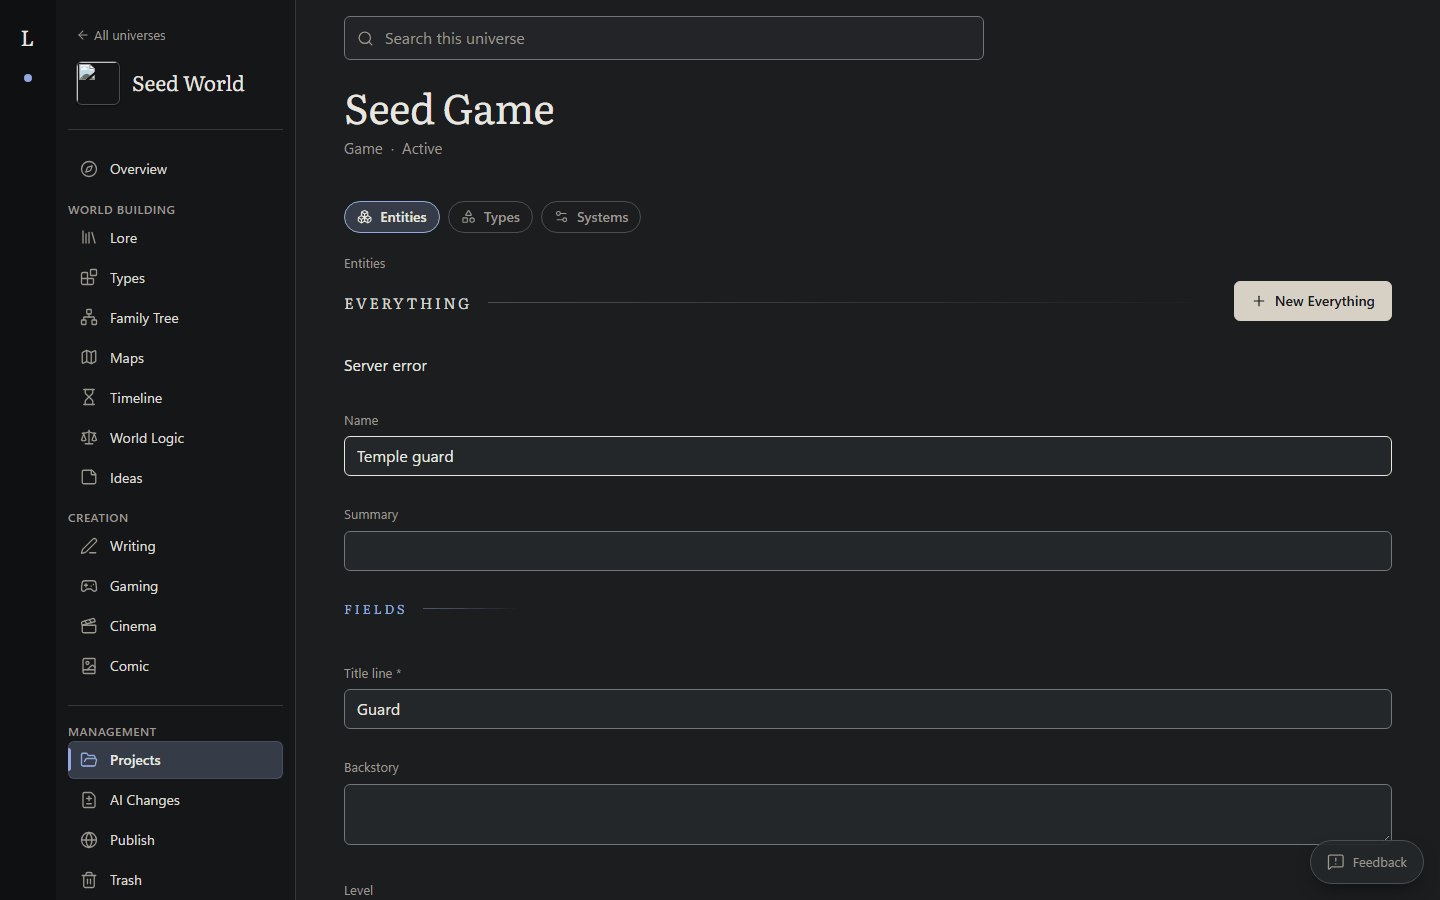 L
All universes
Seed World
Overview
WORLD BUILDING
Lore
Types
Family Tree
Maps
Timeline
World Logic
Ideas
CREATION
Writing
Gaming
Cinema
Comic
MANAGEMENT
Projects
AI Changes
Publish
Trash
Search this universe
Seed Game
Game · Active
Entities Types Systems
Entities
EVERYTHING
New Everything
Server error
Name
Temple guard
Summary
FIELDS
Title line *
Guard
Backstory
Level
Feedback